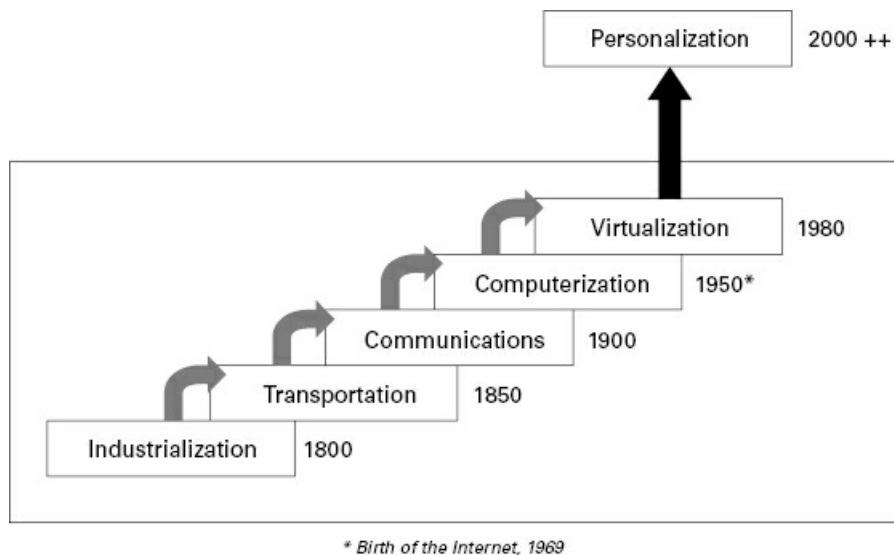 Personalization 2000 ++
Virtualization 1980
Computerization 1950*
Communications 1900
Transportation 1850
Industrialization 1800
* Birth of the Internet, 1969